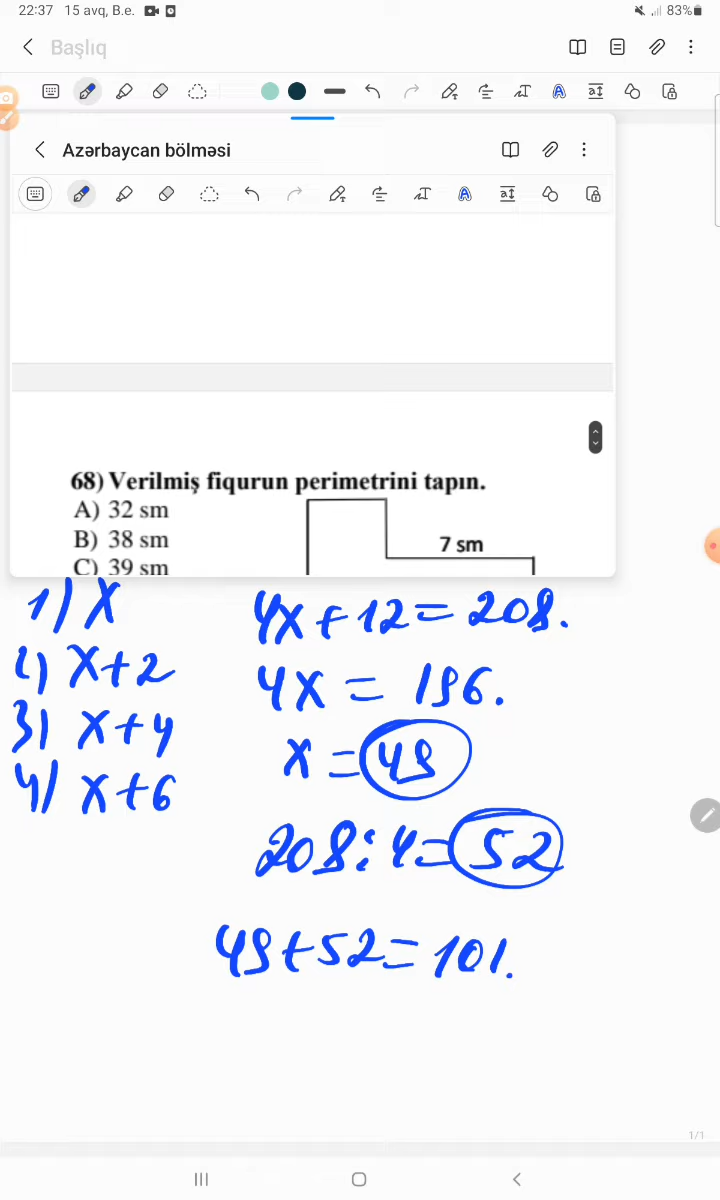 22:37 15 avq, B.e. 83%
Başlıq
Azərbaycan bölməsi
68) Verilmiş fiqurun perimetrini tapın.
A) 32 sm
B) 38 sm
7 sm
C) 39 sm
1) x
2) x+2
3) x+4
4) x+6
4x+12=208.
4x = 196.
x = 49
208:4=52
49+52=101.
1/1